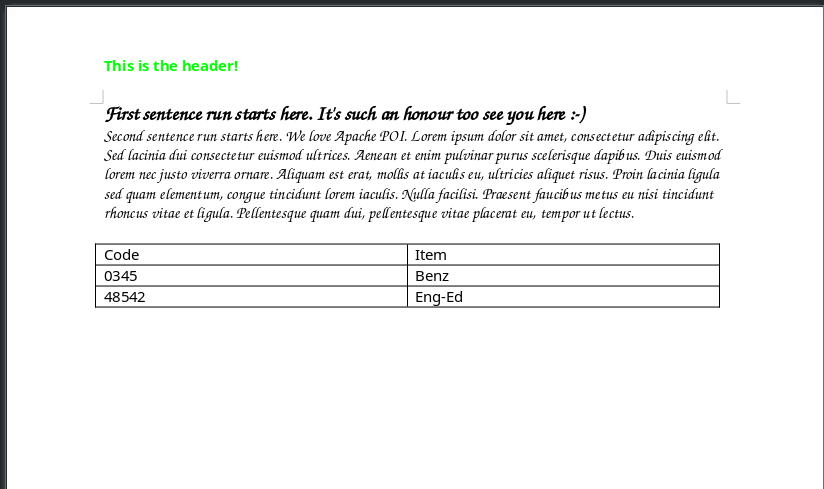 This is the header!
First sentence run starts here. It's such an honour too see you here :-)
Second sentence run starts here. We love Apache POI. Lorem ipsum dolor sit amet, consectetur adipiscing elit.
Sed lacinia dui consectetur euismod ultrices. Aenean et enim pulvinar purus scelerisque dapibus. Duis euismod
lorem nec justo viverra ornare. Aliquam est erat, mollis at iaculis eu, ultricies aliquet risus. Proin lacinia ligula
sed quam elementum, congue tincidunt lorem iaculis. Nulla facilisi. Praesent faucibus metus eu nisi tincidunt
rhoncus vitae et ligula. Pellentesque quam dui, pellentesque vitae placerat eu, tempor ut lectus.
Code Item
0345 Benz
48542 Eng-Ed